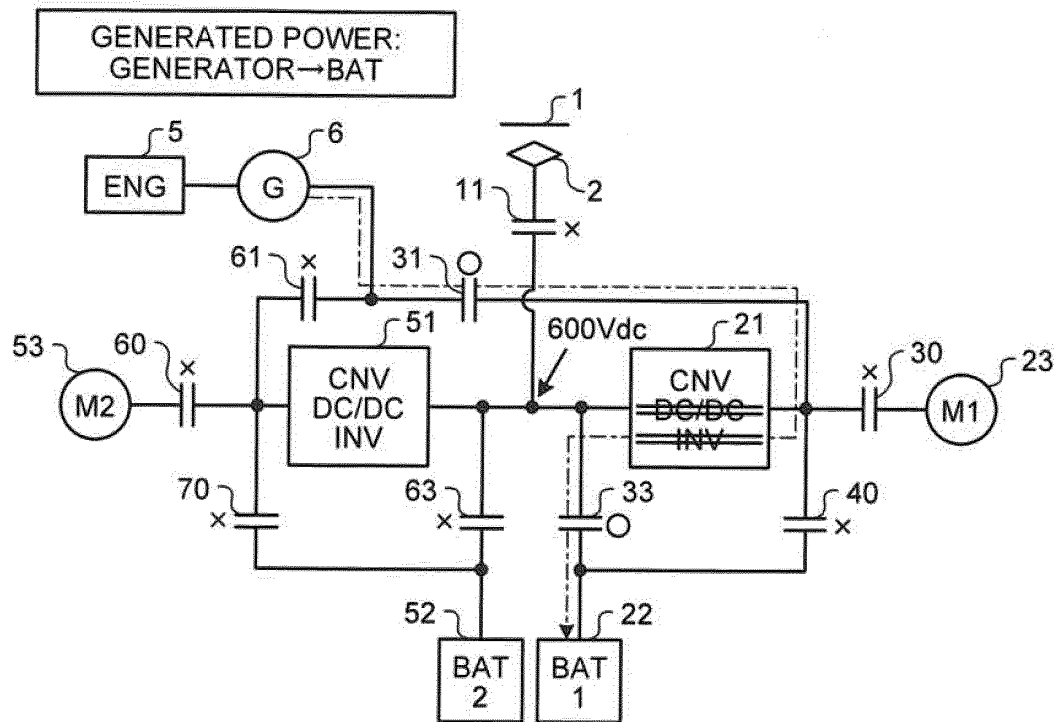 GENERATED POWER:
GENERATOR→BAT
1
5
6
ENG
G
11
2
×
61
×
31
○
600Vdc
53
60
×
51
21
×
30
23
M2
CNV
DC/DC
INV
CNV
DC/DC
INV
M1
70
×
63
×
33
○
40
×
52
22
BAT
2
BAT
1